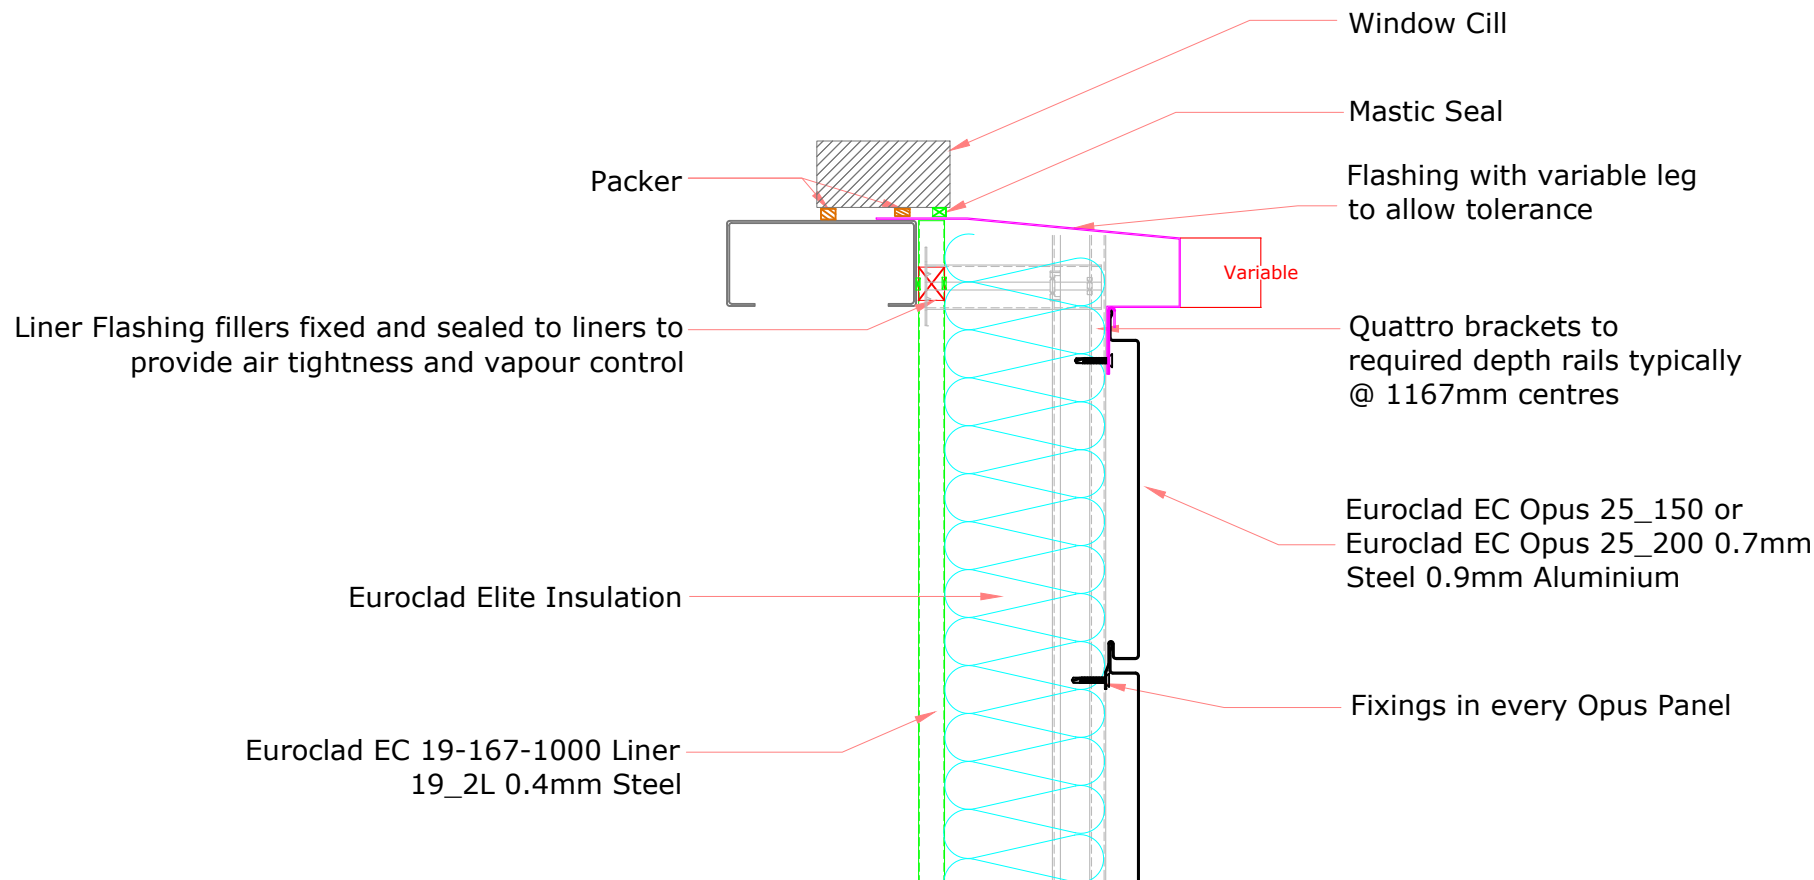 Window Cill
Mastic Seal
Packer
Flashing with variable leg
to allow tolerance
Variable
Liner Flashing fillers fixed and sealed to liners to
provide air tightness and vapour control
Quattro brackets to
required depth rails typically
@ 1167mm centres
Euroclad EC Opus 25_150 or
Euroclad EC Opus 25_200 0.7mm
Steel 0.9mm Aluminium
Euroclad Elite Insulation
Fixings in every Opus Panel
Euroclad EC 19-167-1000 Liner
19_2L 0.4mm Steel